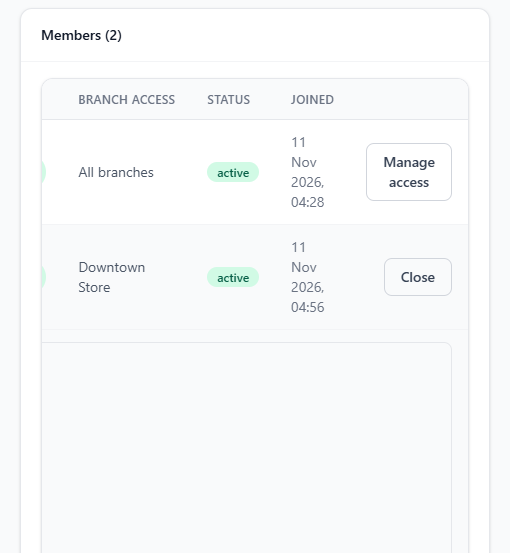 Members (2)
BRANCH ACCESS STATUS JOINED
All branches active 11 Nov 2026, 04:28 Manage access
Downtown Store active 11 Nov 2026, 04:56 Close